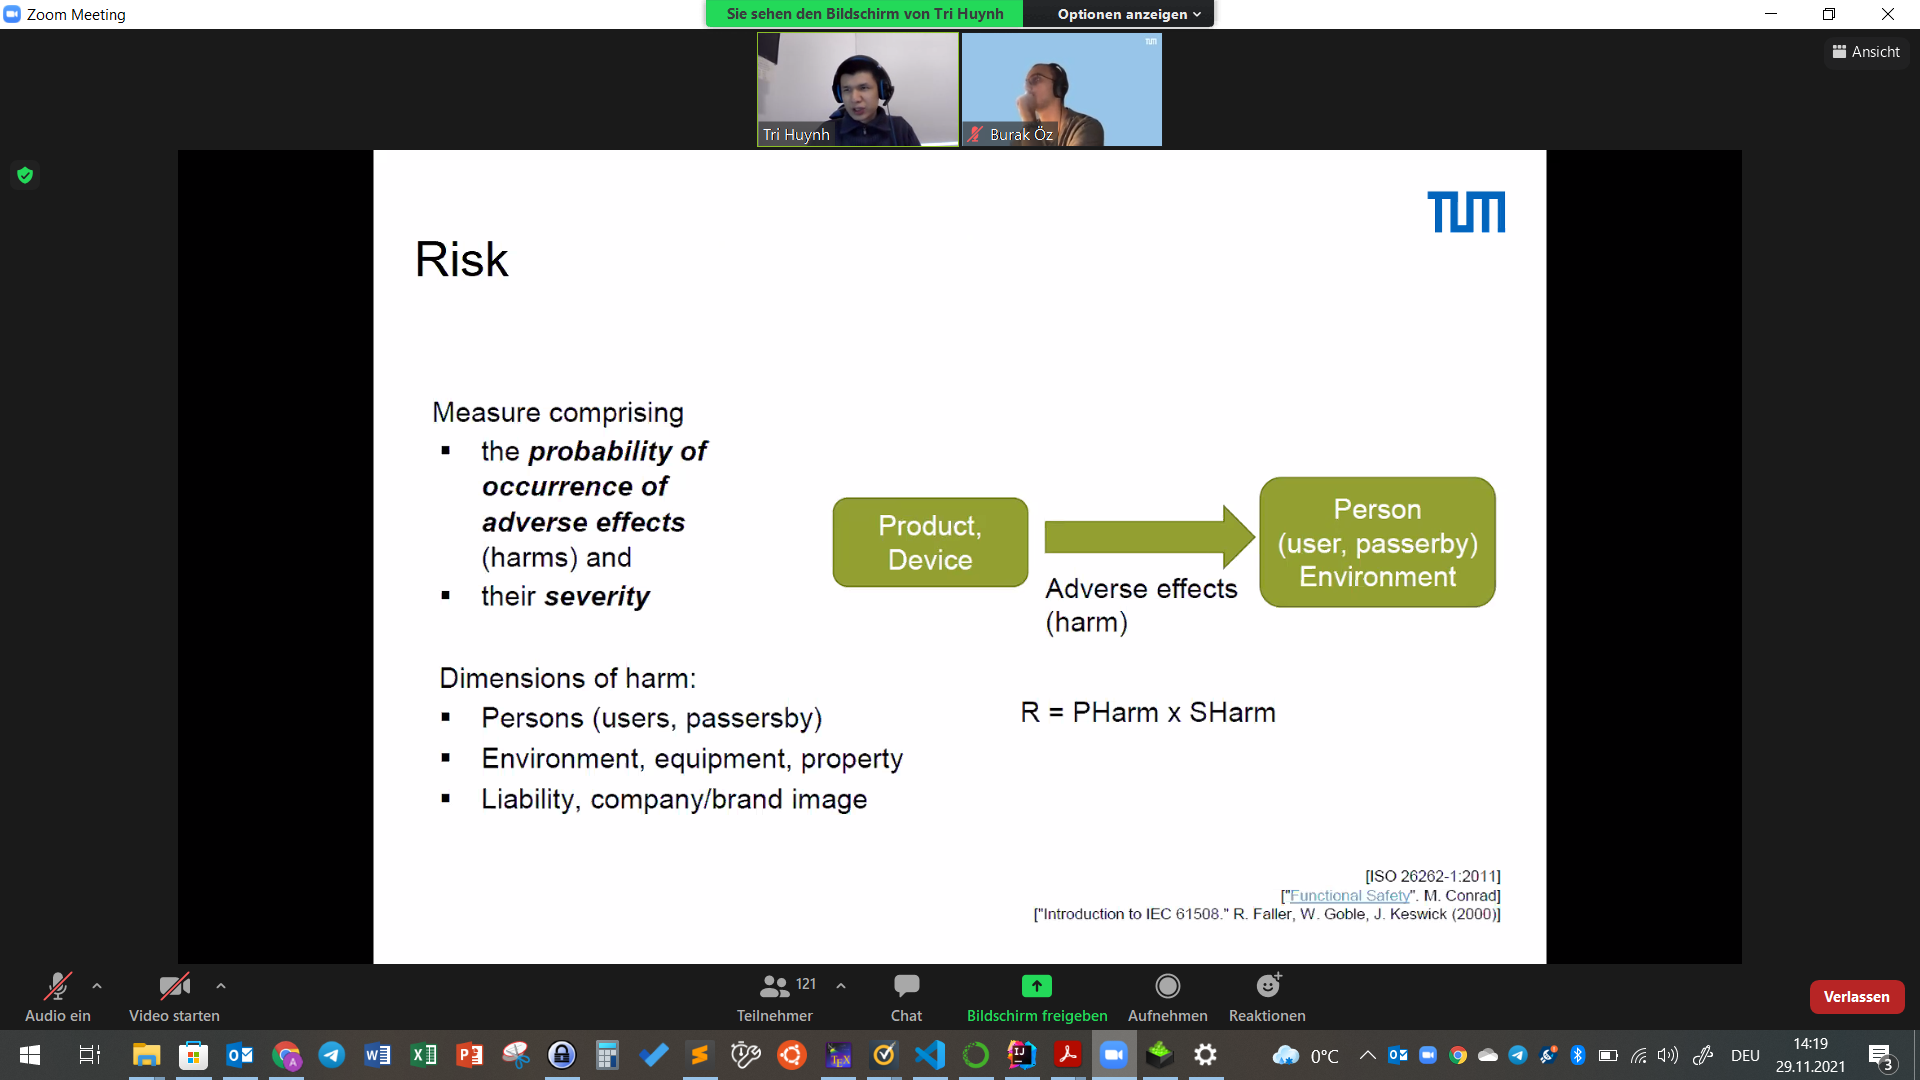 Zoom Meeting
Sie sehen den Bildschirm von Tri Huynh
Optionen anzeigen
Ansicht
TUM
Tri Huynh
Burak Öz
TUM
Risk
Measure comprising
▪ the probability of
occurrence of
adverse effects
(harms) and
▪ their severity
Product,
Device
Adverse effects
(harm)
Person
(user, passerby)
Environment
Dimensions of harm:
▪ Persons (users, passersby)
▪ Environment, equipment, property
▪ Liability, company/brand image
R = PHarm x SHarm
[ISO 26262-1:2011]
["Functional Safety". M. Conrad]
["Introduction to IEC 61508." R. Faller, W. Goble, J. Keswick (2000)]
Audio ein
Video starten
121
Teilnehmer
Chat
Bildschirm freigeben
Aufnehmen
Reaktionen
Verlassen
0°C
DEU
14:19
29.11.2021
3